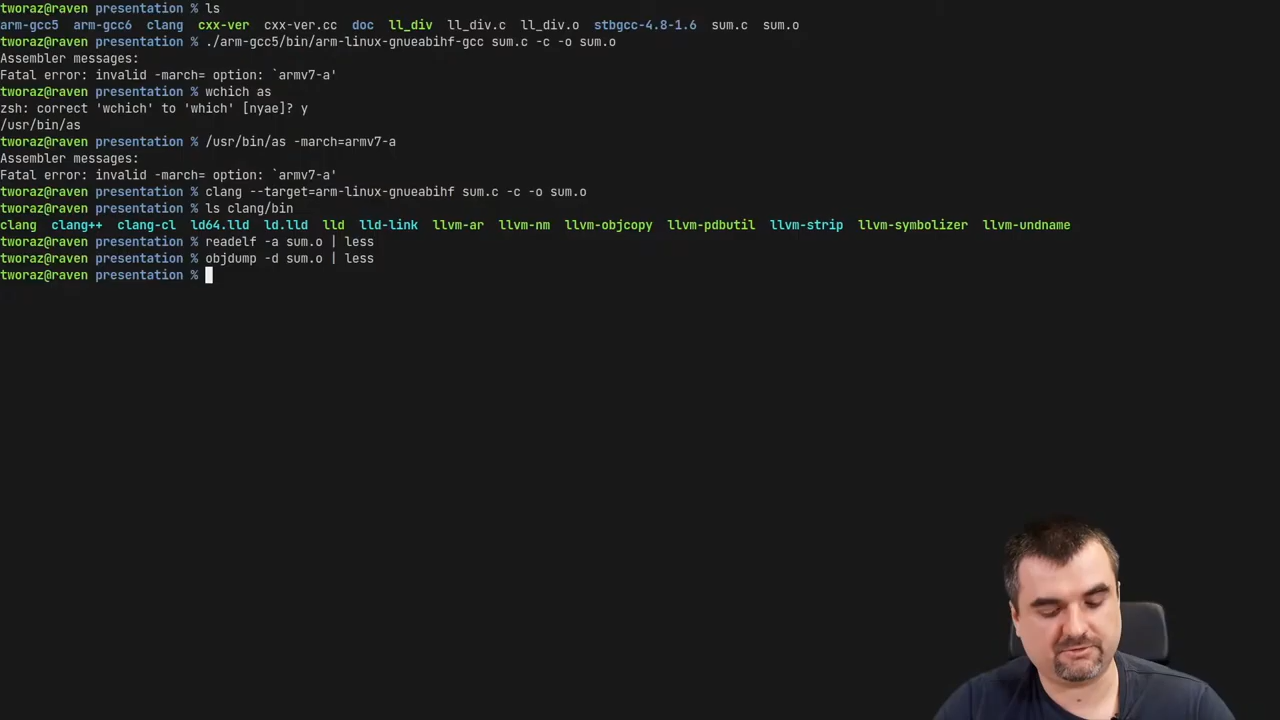 tworaz@raven presentation % ls
arm-gcc5 arm-gcc6 clang cxx-ver cxx-ver.cc doc ll_div ll_div.c ll_div.o stbgcc-4.8-1.6 sum.c sum.o
tworaz@raven presentation % ./arm-gcc5/bin/arm-linux-gnueabihf-gcc sum.c -c -o sum.o
Assembler messages:
Fatal error: invalid -march= option: `armv7-a'
tworaz@raven presentation % wchich as
zsh: correct 'wchich' to 'which' [nyae]? y
/usr/bin/as
tworaz@raven presentation % /usr/bin/as -march=armv7-a
Assembler messages:
Fatal error: invalid -march= option: `armv7-a'
tworaz@raven presentation % clang --target=arm-linux-gnueabihf sum.c -c -o sum.o
tworaz@raven presentation % ls clang/bin
clang clang++ clang-cl ld64.lld ld.lld lld lld-link llvm-ar llvm-nm llvm-objcopy llvm-pdbutil llvm-strip llvm-symbolizer llvm-undname
tworaz@raven presentation % readelf -a sum.o | less
tworaz@raven presentation % objdump -d sum.o | less
tworaz@raven presentation %